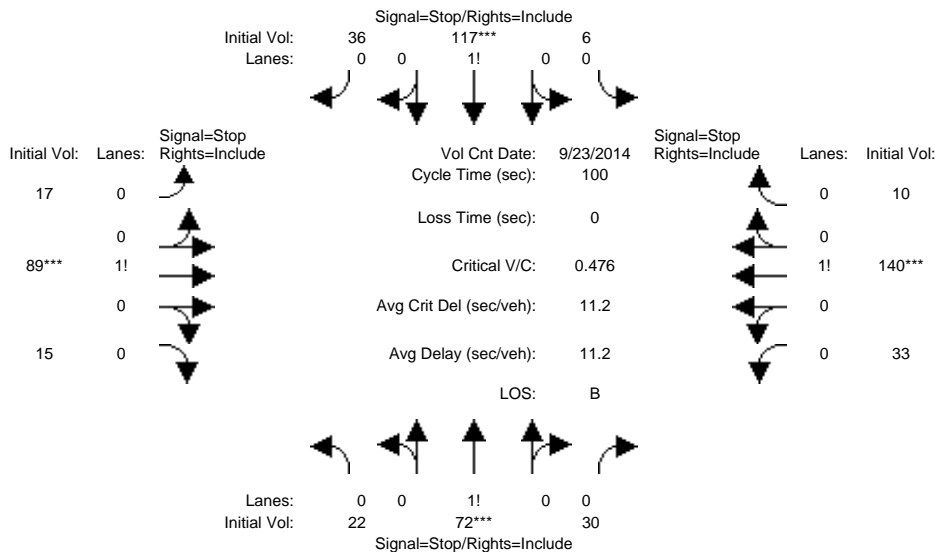 Signal=Stop/Rights=Include
Initial Vol: 36 117*** 6
Lanes: 0 0 1! 0 0
Signal=Stop Signal=Stop
Initial Vol: Lanes: Rights=Include Vol Cnt Date: 9/23/2014 Rights=Include Lanes: Initial Vol:
Cycle Time (sec): 100
17 0 0 10
Loss Time (sec): 0
0 0
89*** 1! Critical V/C: 0.476 1! 140***
0 Avg Crit Del (sec/veh): 11.2 0
15 0 Avg Delay (sec/veh): 11.2 0 33
LOS: B
Lanes: 0 0 1! 0 0
Initial Vol: 22 72*** 30
Signal=Stop/Rights=Include